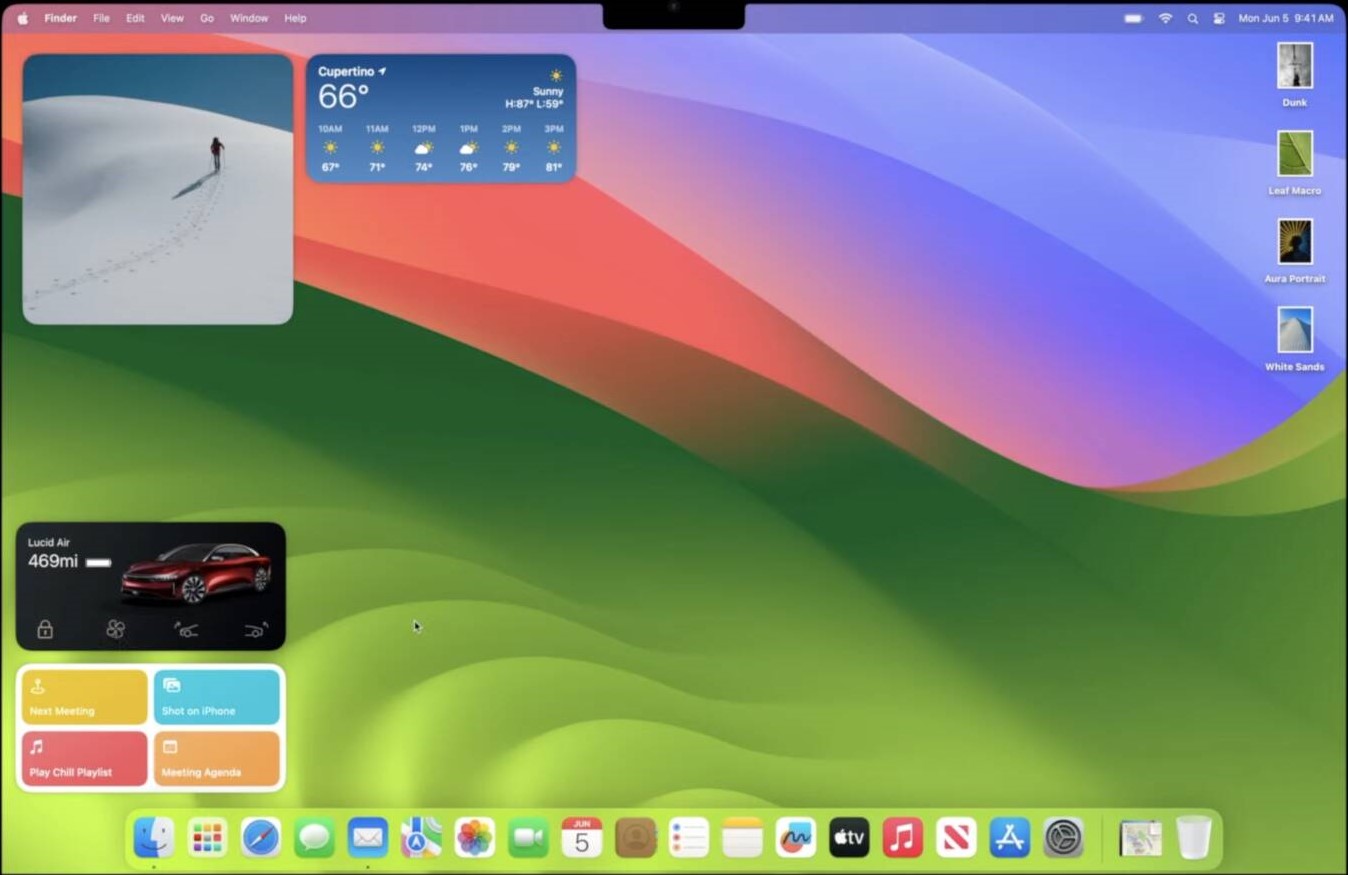 Finder File Edit View Go Window Help
Mon Jun 5 9:41 AM
Cupertino
66°
Sunny
H:87° L:59°
10AM 11AM 12PM 1PM 2PM 3PM
67° 71° 74° 76° 79° 81°
Dunk
Leaf Macro
Aura Portrait
White Sands
Lucid Air
469mi
Next Meeting
Shot on iPhone
Play Chill Playlist
Meeting Agenda
JUN
5
tv